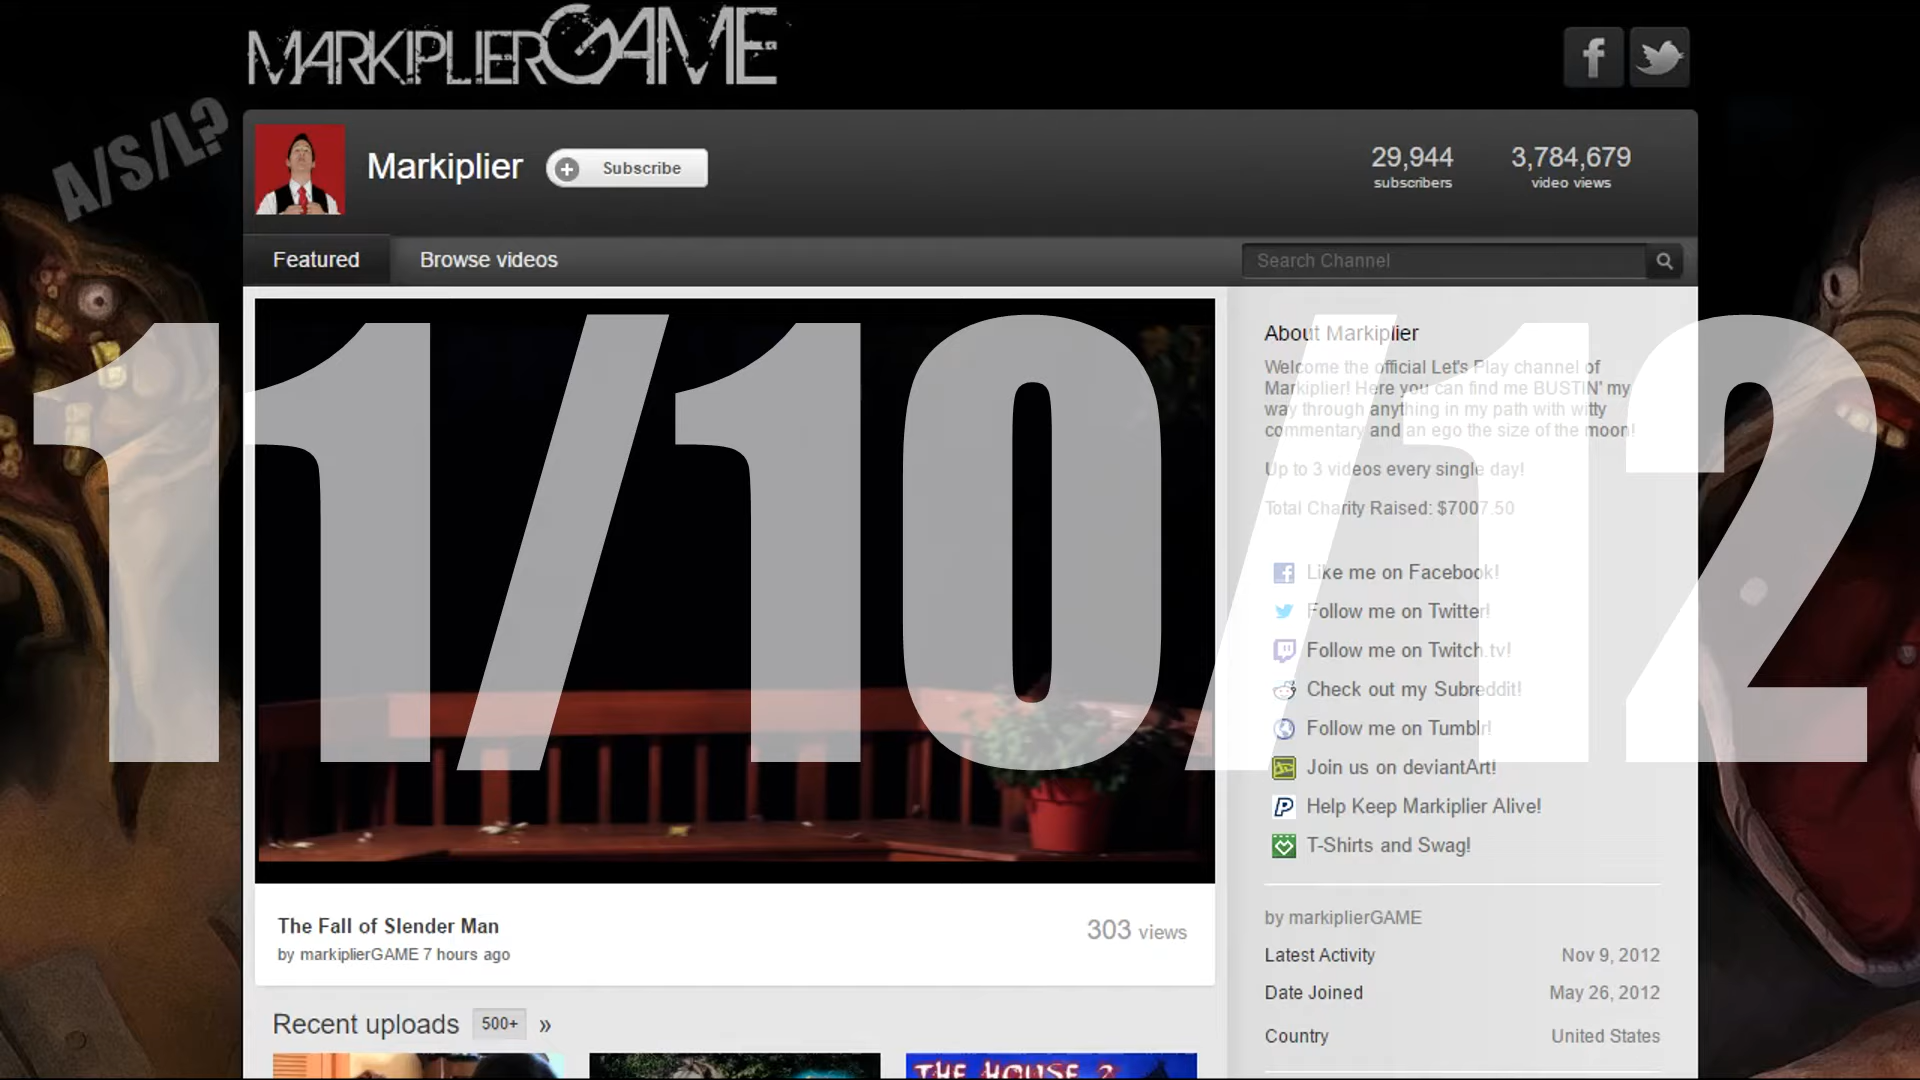 MARKIPLIERGAME
A/S/L?
Markiplier
Subscribe
29,944
subscribers
3,784,679
video views
Featured
Browse videos
Search Channel
11/10/12
About Markiplier
Welcome the official Let's Play channel of
Markiplier! Here you can find me BUSTIN' my
way through anything in my path with witty
commentary and an ego the size of the moon!
Up to 3 videos every single day!
Total Charity Raised: $7007.50
Like me on Facebook!
Follow me on Twitter!
Follow me on Twitch.tv!
Check out my Subreddit!
Follow me on Tumblr!
Join us on deviantArt!
Help Keep Markiplier Alive!
T-Shirts and Swag!
The Fall of Slender Man
by markiplierGAME 7 hours ago
303 views
by markiplierGAME
Latest Activity
Nov 9, 2012
Date Joined
May 26, 2012
Country
United States
Recent uploads
500+
»
THE HOUSE 2